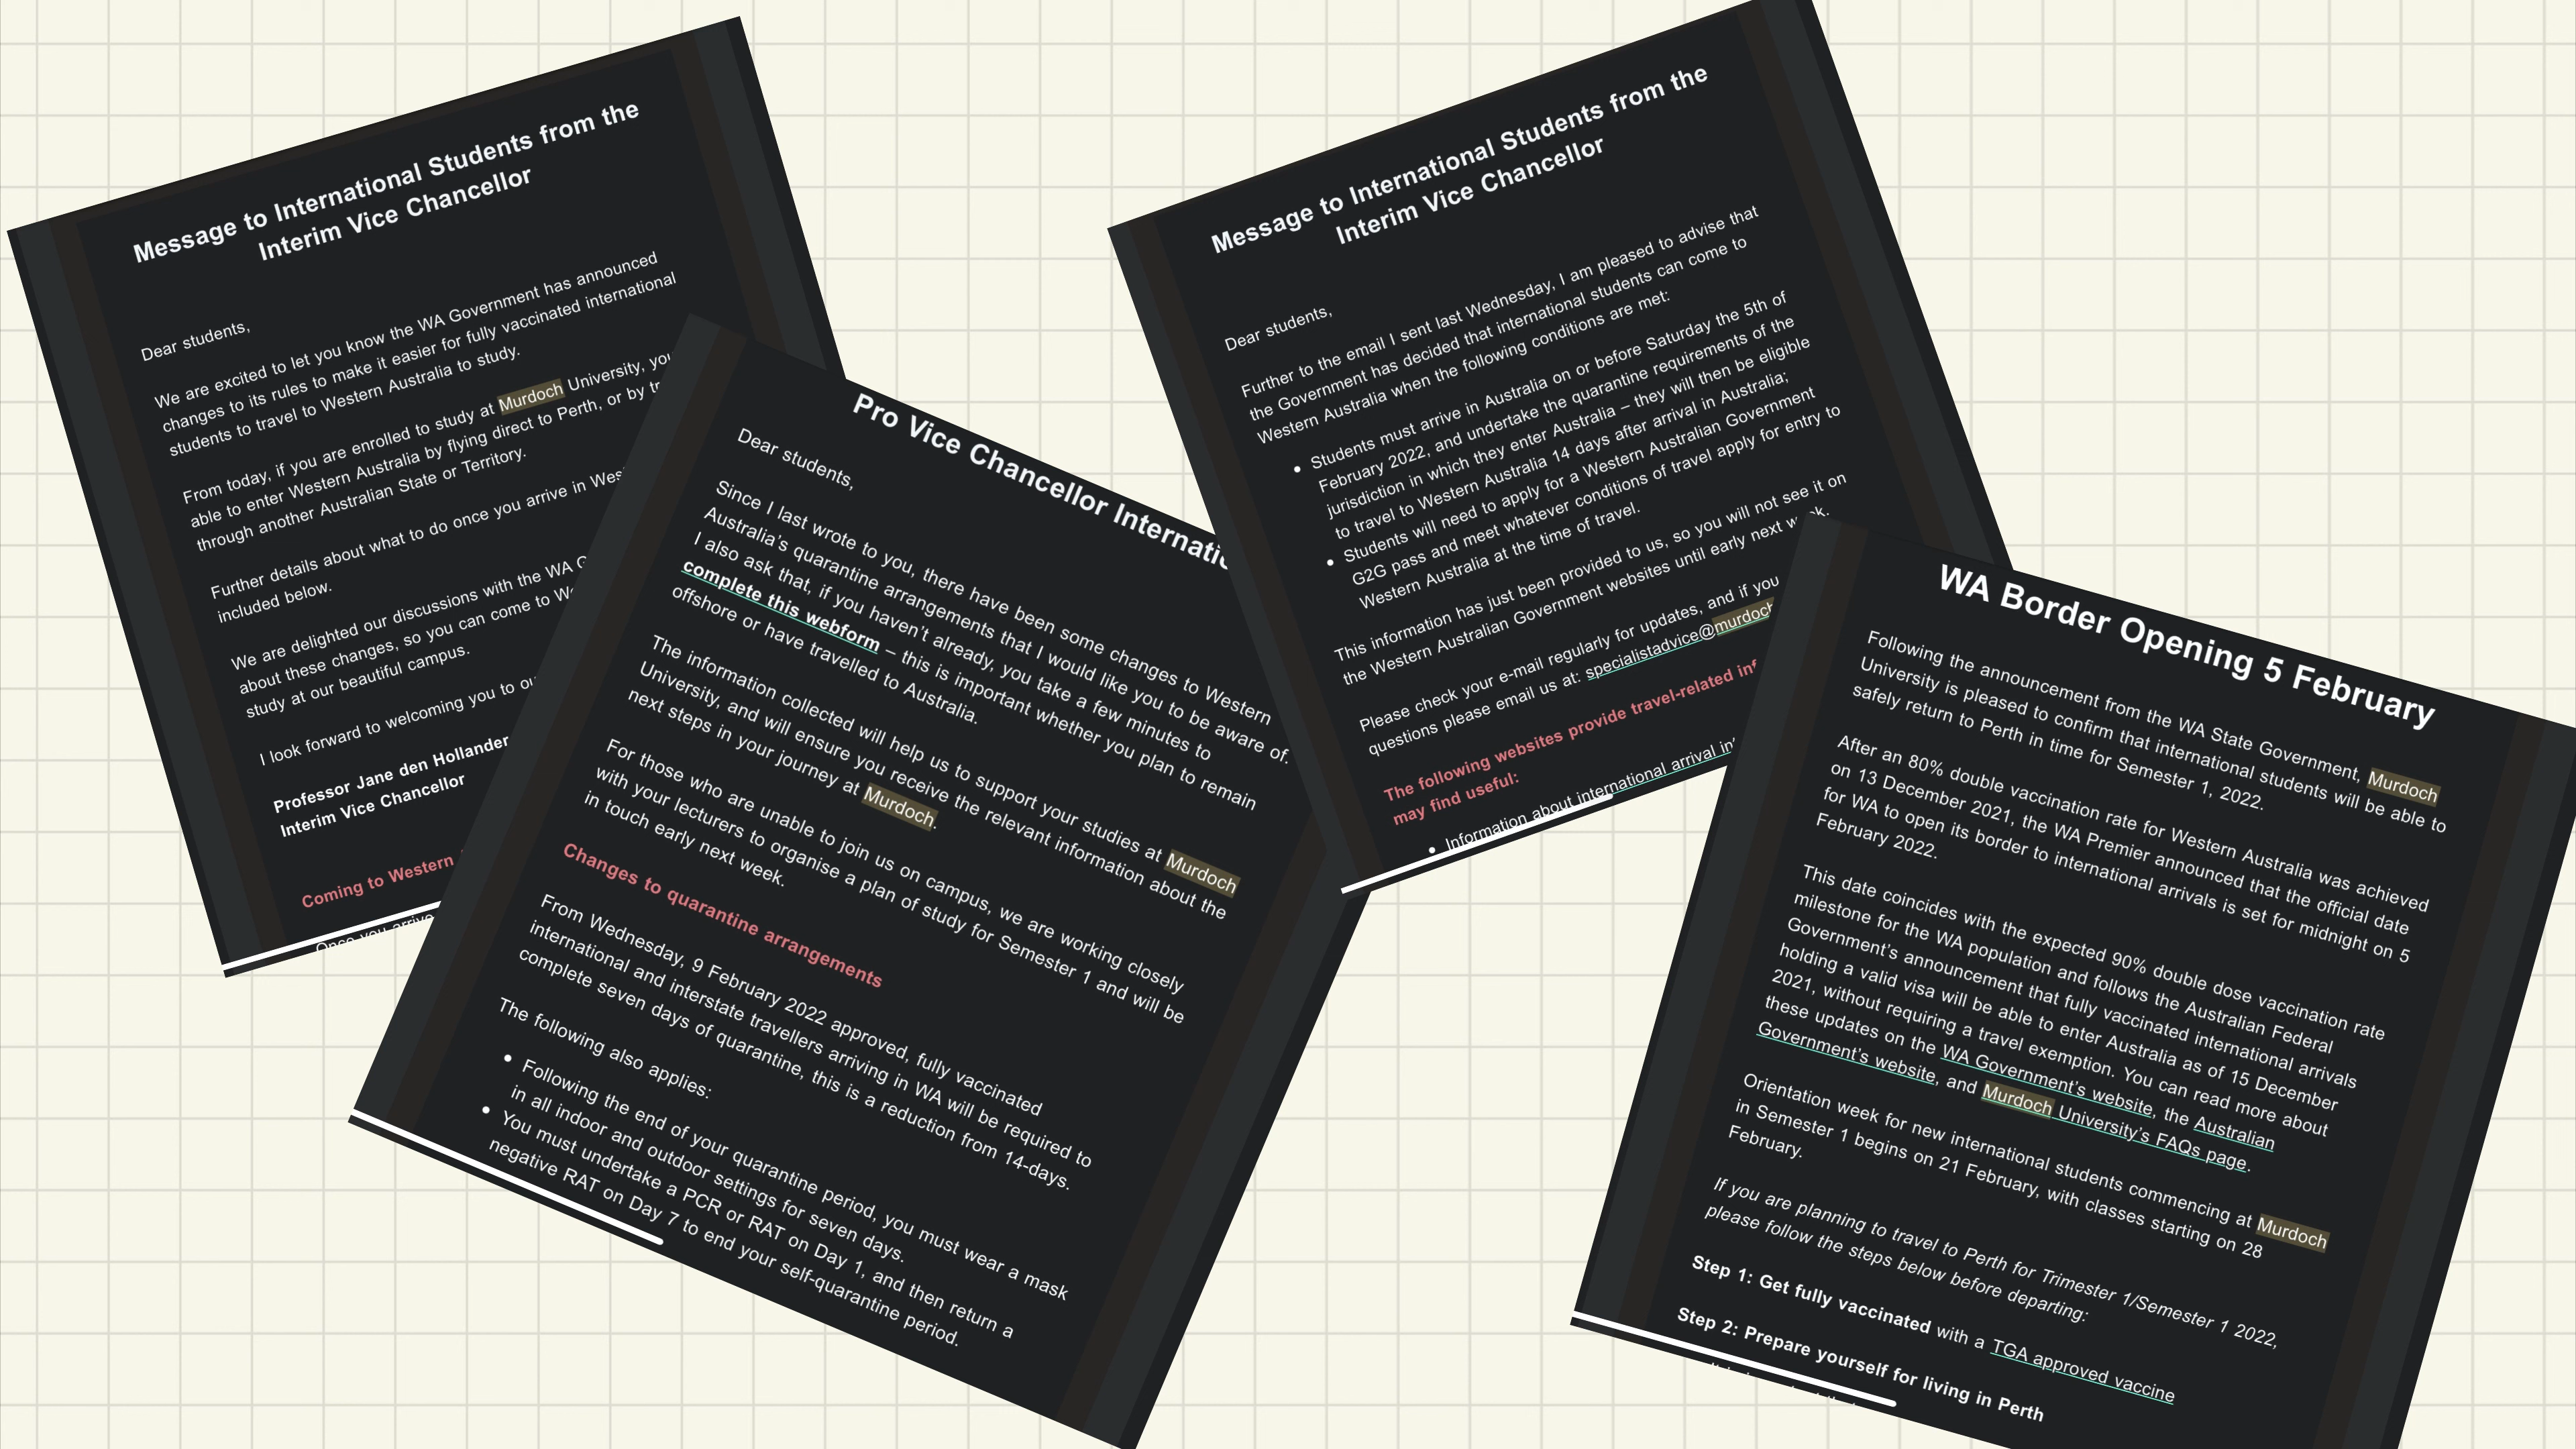 Message to International Students from the
Interim Vice Chancellor
Dear students,
We are excited to let you know the WA Government has announced
changes to its rules to make it easier for fully vaccinated international
students to travel to Western Australia to study.
From today, if you are enrolled to study at Murdoch University, you
able to enter Western Australia by flying direct to Perth, or by
through another Australian State or Territory.
Further details about what to do once you arrive in
included below.
We are delighted our discussions with the WA
about these changes, so you can come to
study at our beautiful campus.
I look forward to welcoming you to
Professor Jane den Hollander
Interim Vice Chancellor
Coming to Western
Once you arrive
Pro Vice Chancellor
Dear students,
Since I last wrote to you, there have been some changes to Western
Australia's quarantine arrangements that I would like you to be aware of.
I also ask that, if you haven't already, you take a few minutes to
complete this webform – this is important whether you plan to remain
offshore or have travelled to Australia.
The information collected will help us to support your studies at Murdoch
University, and will ensure you receive the relevant information about the
next steps in your journey at Murdoch.
For those who are unable to join us on campus, we are working closely
with your lecturers to organise a plan of study for Semester 1 and will be
in touch early next week.
Changes to quarantine arrangements
From Wednesday, 9 February 2022 approved, fully vaccinated
international and interstate travellers arriving in WA will be required to
complete seven days of quarantine, this is a reduction from 14-days.
The following also applies:
• Following the end of your quarantine period, you must wear a mask
in all indoor and outdoor settings for seven days.
• You must undertake a PCR or RAT on Day 1, and then return a
negative RAT on Day 7 to end your self-quarantine period.
Message to International Students from the
Interim Vice Chancellor
Dear students,
Further to the email I sent last Wednesday, I am pleased to advise that
the Government has decided that international students can come to
Western Australia when the following conditions are met:
• Students must arrive in Australia on or before Saturday the 5th of
February 2022, and undertake the quarantine requirements of the
jurisdiction in which they enter Australia – they will then be eligible
to travel to Western Australia 14 days after arrival in Australia;
• Students will need to apply for a Western Australian Government
G2G pass and meet whatever conditions of travel apply for entry to
Western Australia at the time of travel.
This information has just been provided to us, so you will not see it on
the Western Australian Government websites until early next week.
Please check your e-mail regularly for updates, and if you
questions please email us at: specialistadvice@murdoch
The following websites provide travel-related
may find useful:
• Information about international arrival
WA Border Opening 5 February
Following the announcement from the WA State Government, Murdoch
University is pleased to confirm that international students will be able to
safely return to Perth in time for Semester 1, 2022.
After an 80% double vaccination rate for Western Australia was achieved
on 13 December 2021, the WA Premier announced that the official date
for WA to open its border to international arrivals is set for midnight on 5
February 2022.
This date coincides with the expected 90% double dose vaccination rate
milestone for the WA population and follows the Australian Federal
Government's announcement that fully vaccinated international arrivals
holding a valid visa will be able to enter Australia as of 15 December
2021, without requiring a travel exemption. You can read more about
these updates on the WA Government's website, the Australian
Government's website, and Murdoch University's FAQs page.
Orientation week for new international students commencing at Murdoch
in Semester 1 begins on 21 February, with classes starting on 28
February.
If you are planning to travel to Perth for Trimester 1/Semester 1 2022,
please follow the steps below before departing:
Step 1: Get fully vaccinated with a TGA approved vaccine
Step 2: Prepare yourself for living in Perth